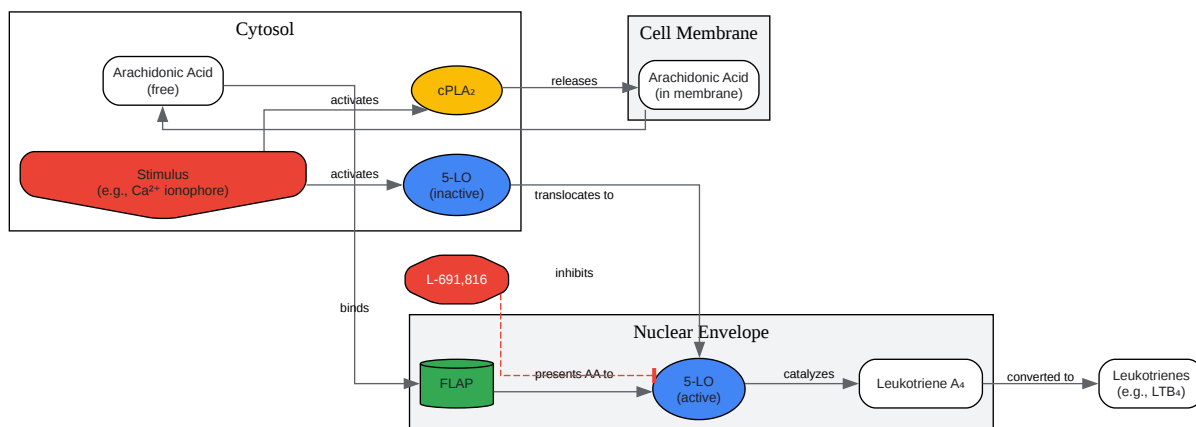 Cytosol
Cell Membrane
Arachidonic Acid
(free)
cPLA₂
releases
Arachidonic Acid
(in membrane)
activates
Stimulus
(e.g., Ca²⁺ ionophore)
activates
5-LO
(inactive)
translocates to
L-691,816
inhibits
binds
Nuclear Envelope
FLAP
presents AA to
5-LO
(active)
catalyzes
Leukotriene A₄
converted to
Leukotrienes
(e.g., LTB₄)